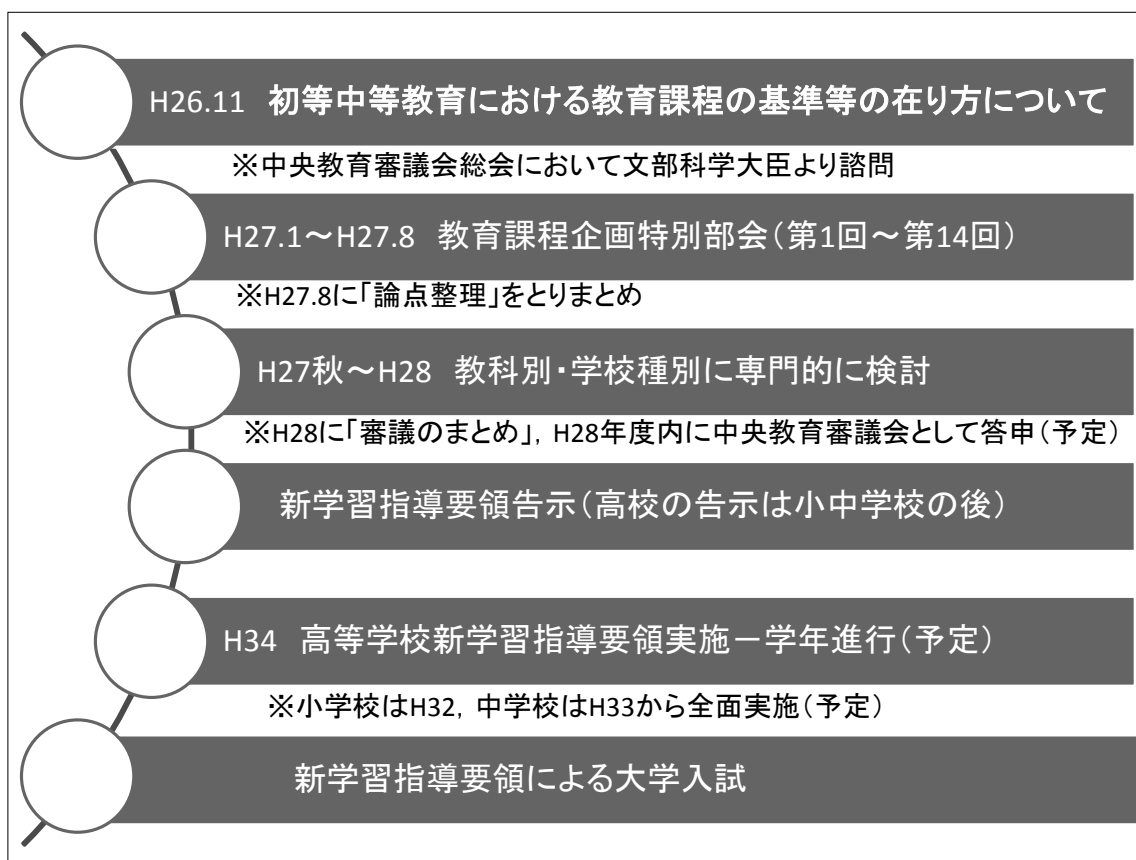 H26.11 初等中等教育における教育課程の基準等の在り方について
※中央教育審議会総会において文部科学大臣より諮問
H27.1～H27.8 教育課程企画特別部会(第1回～第14回)
※H27.8に「論点整理」をとりまとめ
H27秋～H28 教科別・学校種別に専門的に検討
※H28に「審議のまとめ」，H28年度内に中央教育審議会として答申(予定)
新学習指導要領告示(高校の告示は小中学校の後)
H34 高等学校新学習指導要領実施－学年進行(予定)
※小学校はH32，中学校はH33から全面実施(予定)
新学習指導要領による大学入試